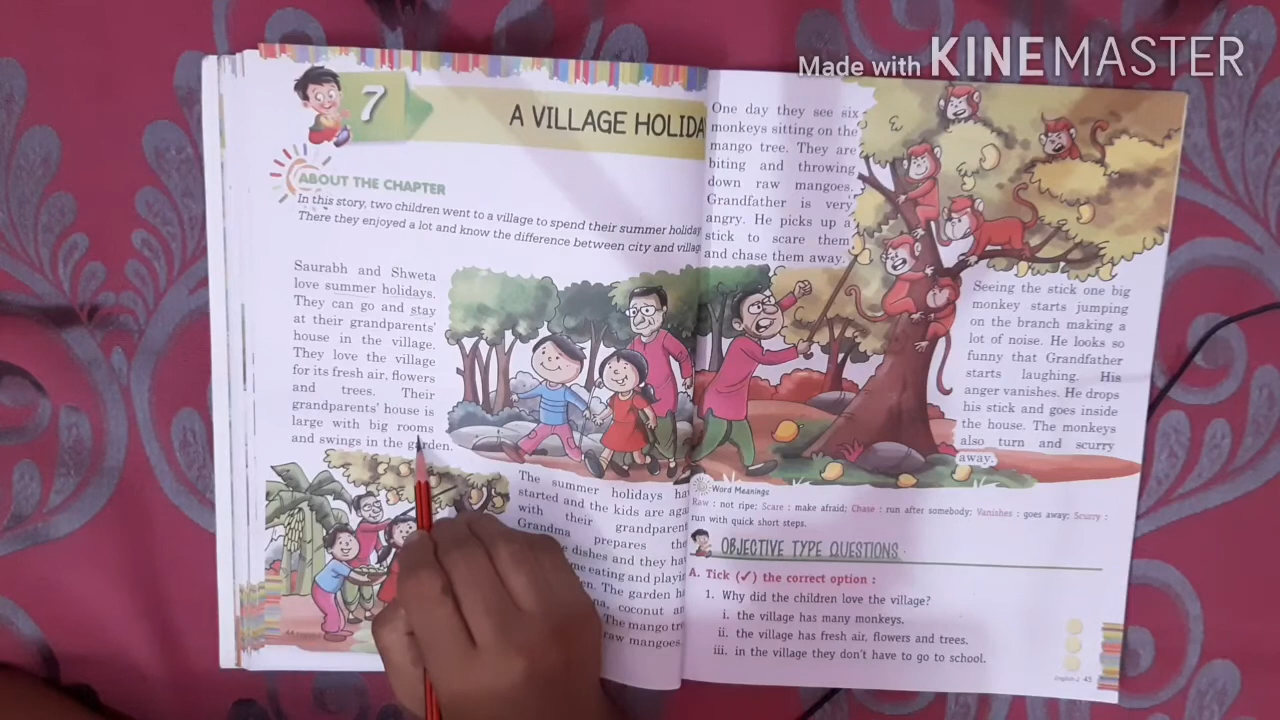 Made with KINEMASTER
7
A VILLAGE HOLIDA
ABOUT THE CHAPTER
In this story, two children went to a village to spend their summer holiday
There they enjoyed a lot and know the difference between city and villag
Saurabh and Shweta
love summer holidays.
They can go and stay
at their grandparents'
house in the village.
They love the village
for its fresh air, flowers
and trees. Their
grandparents' house is
large with big rooms
and swings in the garden.
The summer holidays ha
started and the kids are aga
with their grandparent
Grandma prepares the
dishes and they ha
me eating and playi
en. The garden ha
na, coconut an
The mango tre
raw mangoes.
44
One day they see six
monkeys sitting on the
mango tree. They are
biting and throwing
down raw mangoes.
Grandfather is very
angry. He picks up a
stick to scare them
and chase them away.
Seeing the stick one big
monkey starts jumping
on the branch making a
lot of noise. He looks so
funny that Grandfather
starts laughing. His
anger vanishes. He drops
his stick and goes inside
the house. The monkeys
also turn and scurry
away.
Word Meanings
Raw : not ripe; Scare : make afraid; Chase : run after somebody; Vanishes : goes away; Scurry :
run with quick short steps.
OBJECTIVE TYPE QUESTIONS
A. Tick (✓) the correct option :
1. Why did the children love the village?
i. the village has many monkeys.
ii. the village has fresh air, flowers and trees.
iii. in the village they don't have to go to school.
English-2 45